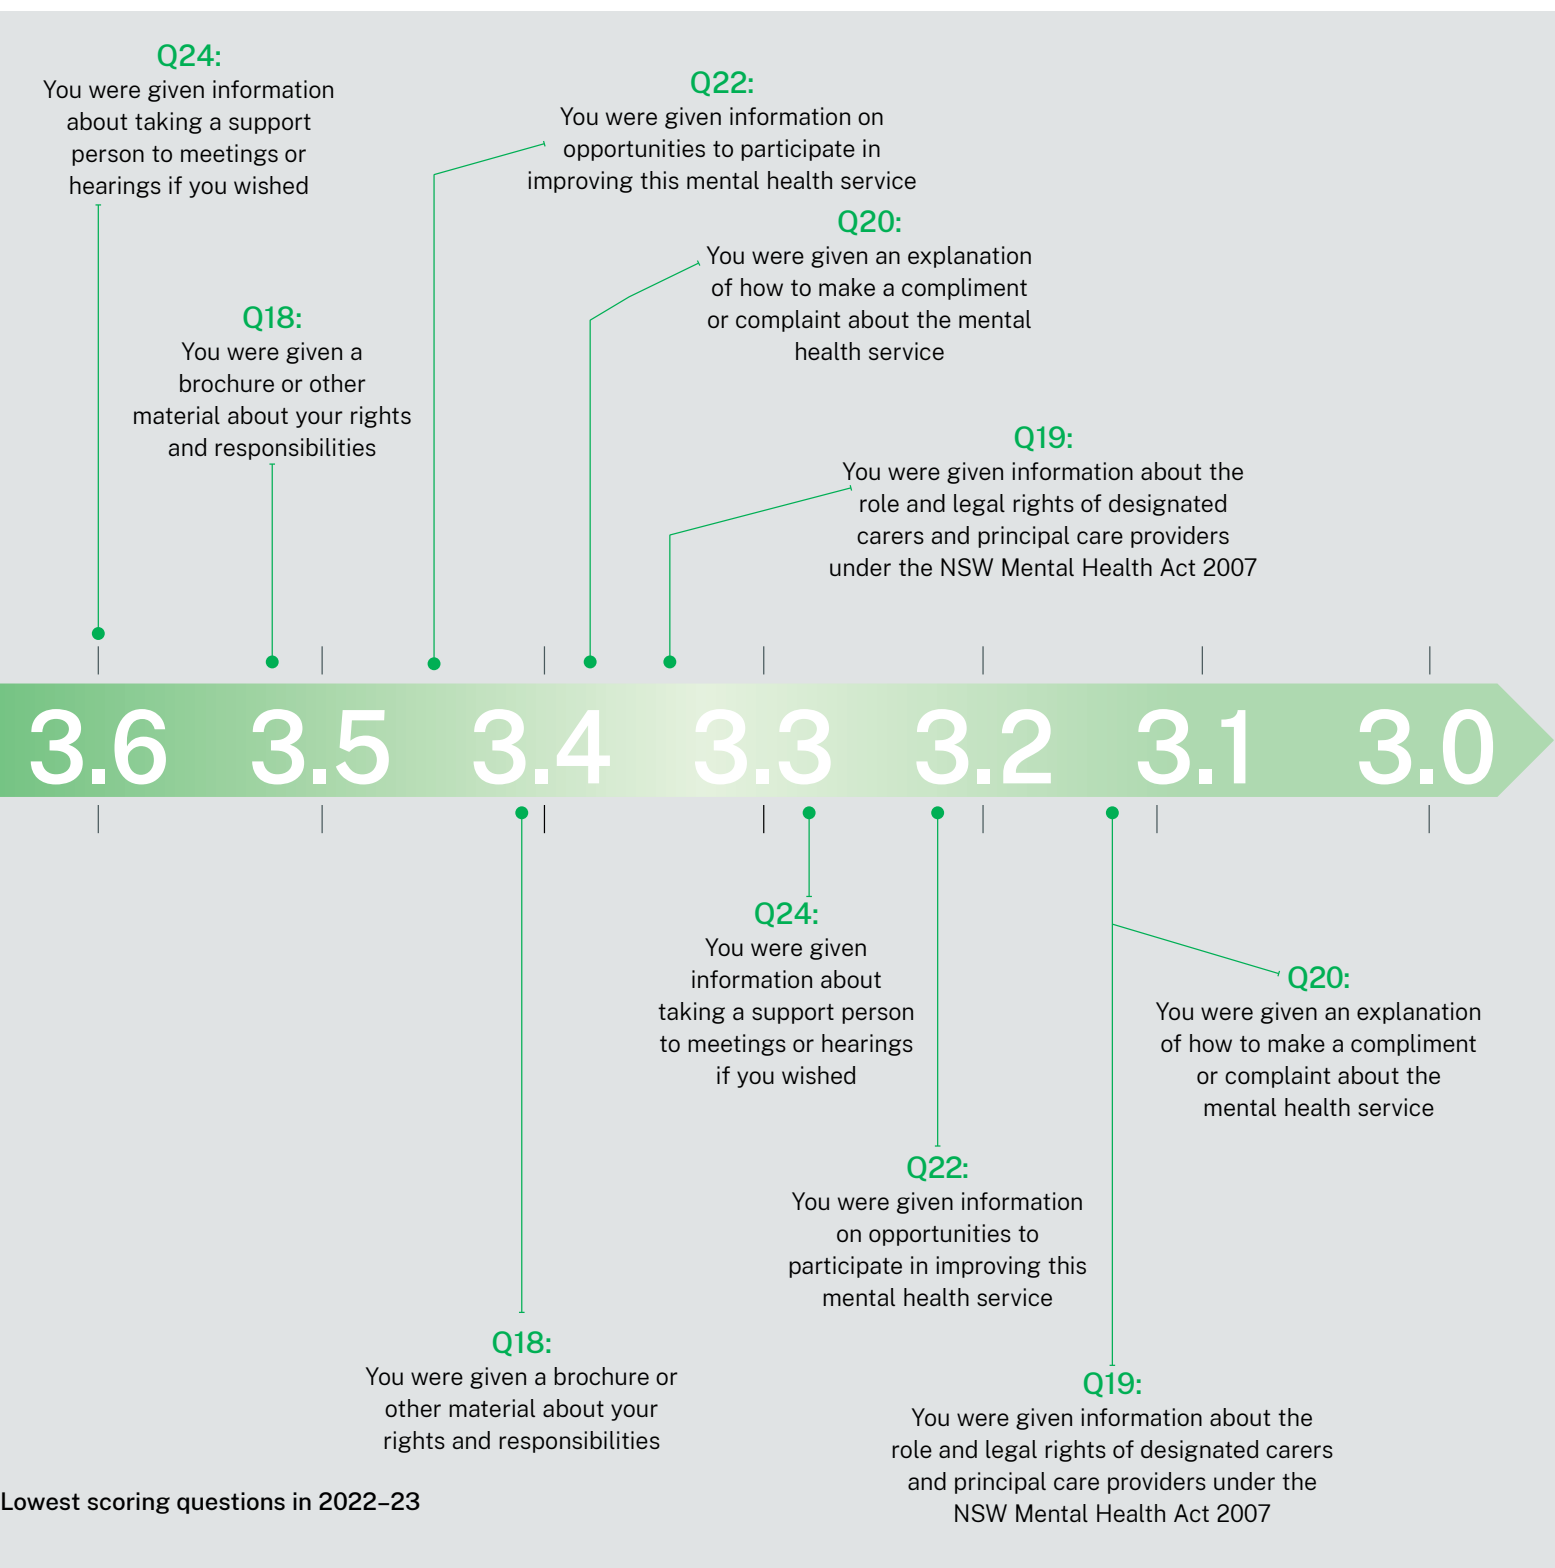 Q24:
You were given information
about taking a support
person to meetings or
hearings if you wished
Q22:
You were given information on
opportunities to participate in
improving this mental health service
Q20:
You were given an explanation
of how to make a compliment
or complaint about the mental
health service
Q18:
You were given a
brochure or other
material about your rights
and responsibilities
Q19:
You were given information about the
role and legal rights of designated
carers and principal care providers
under the NSW Mental Health Act 2007
3.6 3.5 3.4 3.3 3.2 3.1 3.0
Q24:
You were given
information about
taking a support person
to meetings or hearings
if you wished
Q20:
You were given an explanation
of how to make a compliment
or complaint about the
mental health service
Q22:
You were given information
on opportunities to
participate in improving this
mental health service
Q18:
You were given a brochure or
other material about your
rights and responsibilities
Q19:
You were given information about the
role and legal rights of designated carers
and principal care providers under the
NSW Mental Health Act 2007
Lowest scoring questions in 2022–23